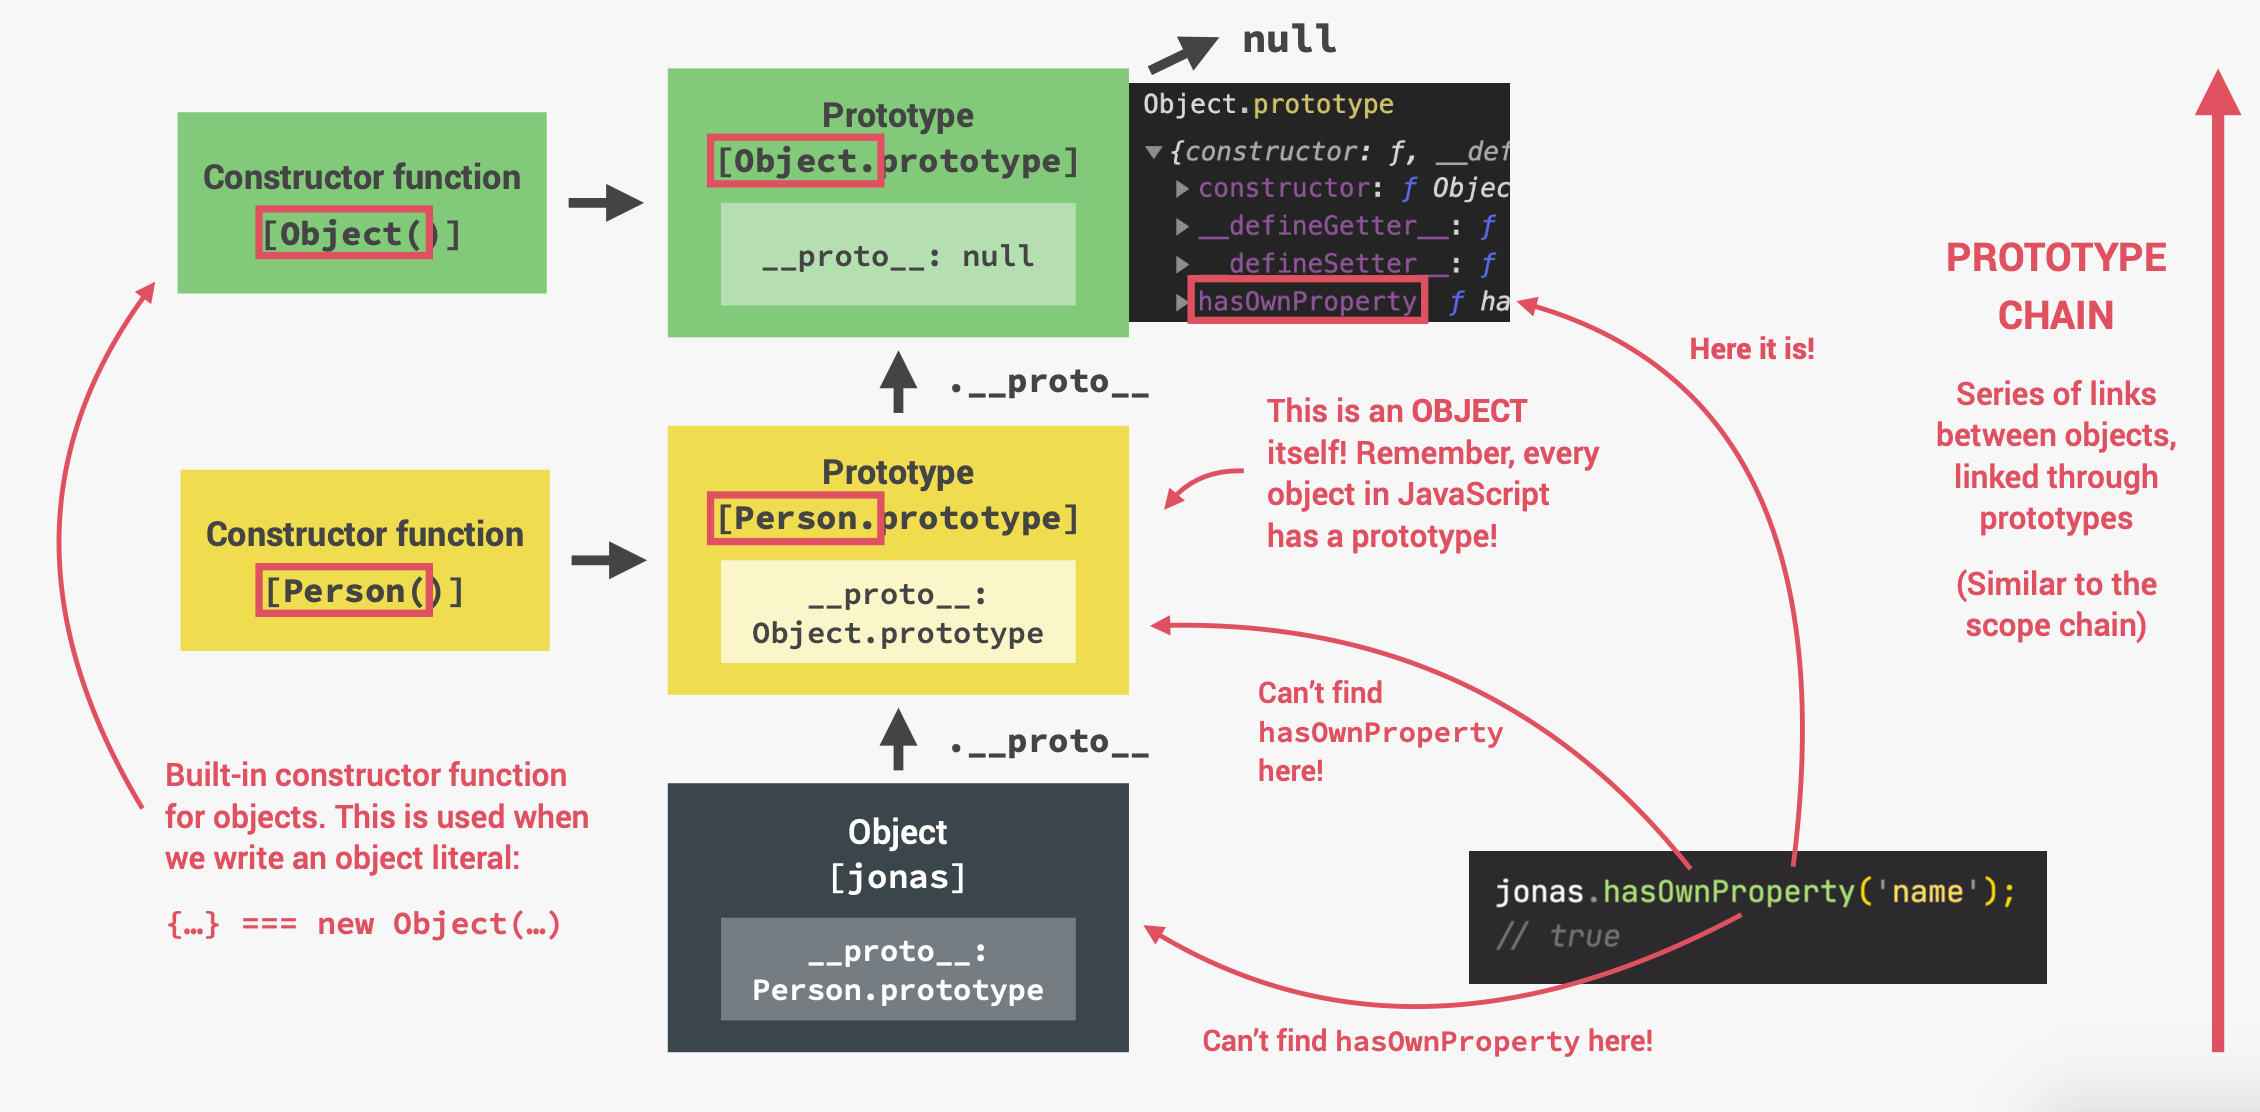 null
Constructor function
[Object()]
Prototype
[Object.prototype]
__proto__: null
Object.prototype
▼{constructor: ƒ, __def
▶constructor: ƒ Objec
▶__defineGetter__: ƒ
▶__defineSetter__: ƒ
▶hasOwnProperty ƒ ha
.__proto__
Here it is!
PROTOTYPE
CHAIN
Series of links
between objects,
linked through
prototypes
(Similar to the
scope chain)
Constructor function
[Person()]
Prototype
[Person.prototype]
__proto__:
Object.prototype
This is an OBJECT
itself! Remember, every
object in JavaScript
has a prototype!
.__proto__
Can’t find
hasOwnProperty
here!
Built-in constructor function
for objects. This is used when
we write an object literal:
{…} === new Object(…)
Object
[jonas]
__proto__:
Person.prototype
jonas.hasOwnProperty('name');
// true
Can’t find hasOwnProperty here!